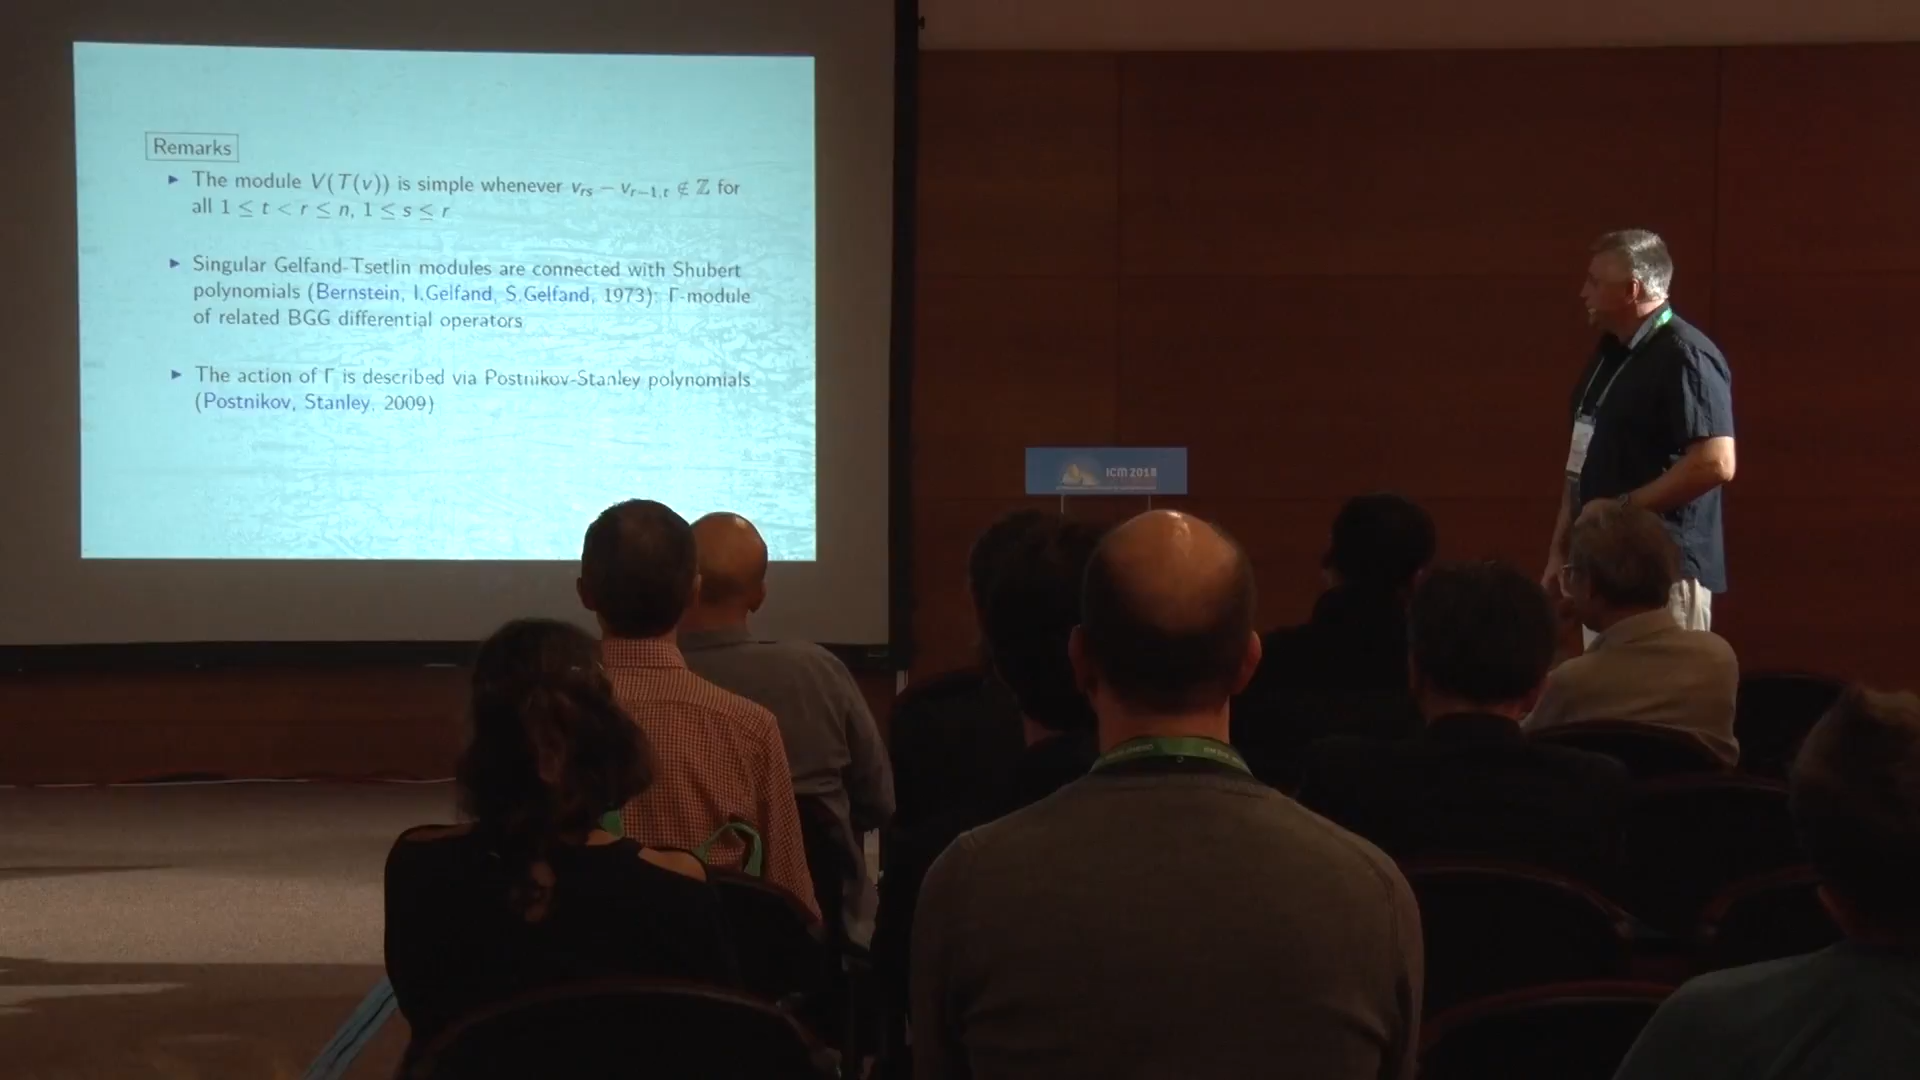 Remarks
▶ The module V(T(v)) is simple whenever v_rs − v_r−1,t ∉ ℤ for
all 1 ≤ t < r ≤ n, 1 ≤ s ≤ r
▶ Singular Gelfand-Tsetlin modules are connected with Shubert
polynomials (Bernstein, I.Gelfand, S.Gelfand, 1973): Γ-module
of related BGG differential operators
▶ The action of Γ is described via Postnikov-Stanley polynomials
(Postnikov, Stanley, 2009)
ICM 2018